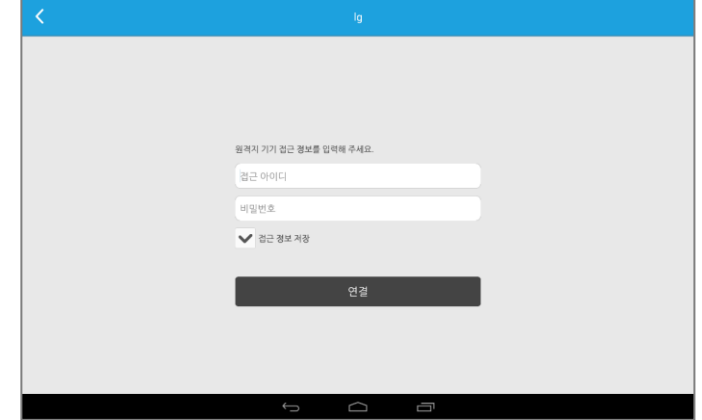 lg
원격지 기기 접근 정보를 입력해 주세요.
접근 아이디
비밀번호
접근 정보 저장
연결